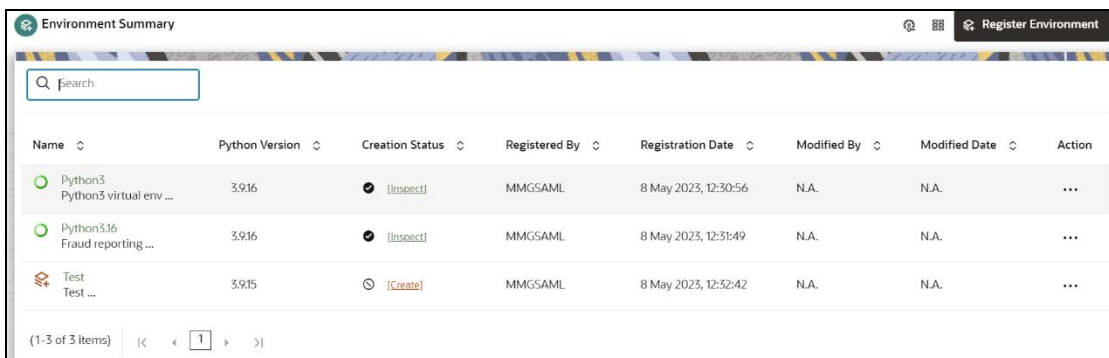 Environment Summary
Register Environment
Search
Name Python Version Creation Status Registered By Registration Date Modified By Modified Date Action
Python3
Python3 virtual env ...
3.9.16 [Inspect] MMGSAML 8 May 2023, 12:30:56 N.A. N.A. ...
Python3.16
Fraud reporting ...
3.9.16 [Inspect] MMGSAML 8 May 2023, 12:31:49 N.A. N.A. ...
Test
Test ...
3.9.15 [Create] MMGSAML 8 May 2023, 12:32:42 N.A. N.A. ...
(1-3 of 3 items) 1